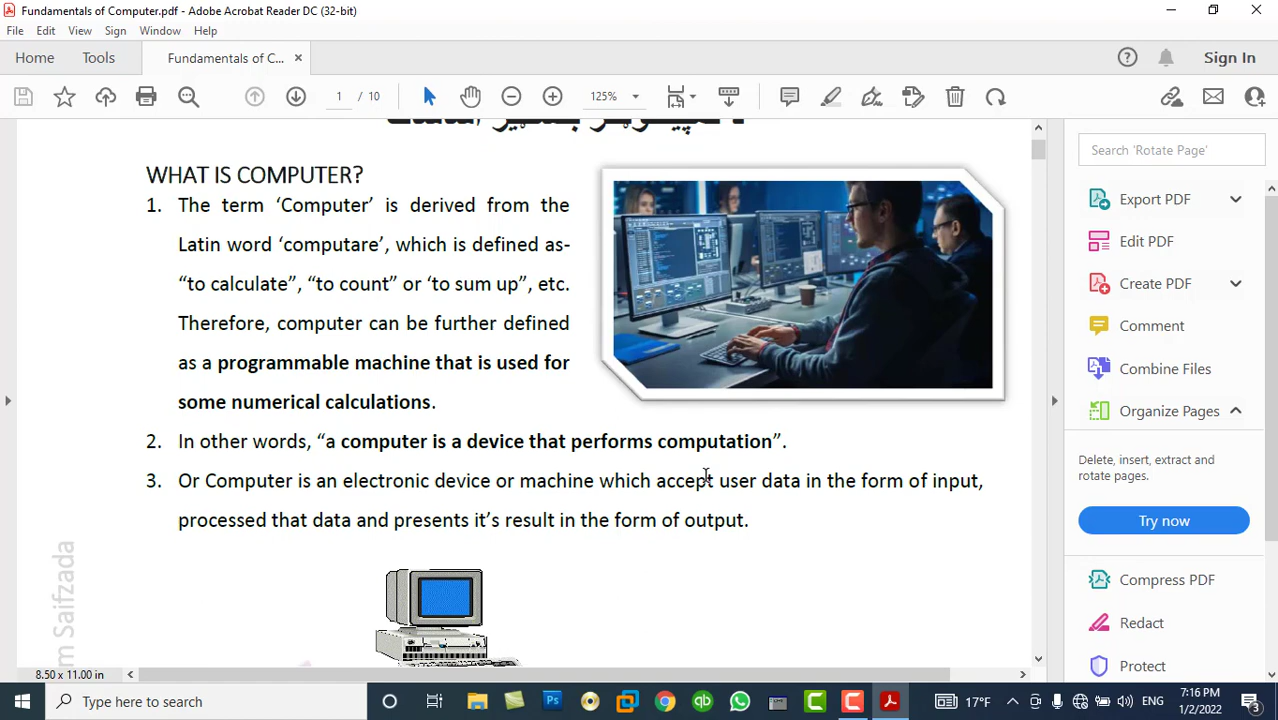 Fundamentals of Computer.pdf - Adobe Acrobat Reader DC (32-bit)
File Edit View Sign Window Help
Home Tools Fundamentals of C...
Sign In
1 / 10 125%
WHAT IS COMPUTER?
1. The term ‘Computer’ is derived from the
Latin word ‘computare’, which is defined as-
“to calculate”, “to count” or ‘to sum up”, etc.
Therefore, computer can be further defined
as a programmable machine that is used for
some numerical calculations.
2. In other words, “a computer is a device that performs computation”.
3. Or Computer is an electronic device or machine which accept user data in the form of input,
processed that data and presents it’s result in the form of output.
m Saifzada
8.50 x 11.00 in
Search 'Rotate Page'
Export PDF
Edit PDF
Create PDF
Comment
Combine Files
Organize Pages
Delete, insert, extract and
rotate pages.
Try now
Compress PDF
Redact
Protect
Type here to search
Ps
qb
17°F
ENG
7:16 PM
1/2/2022
3